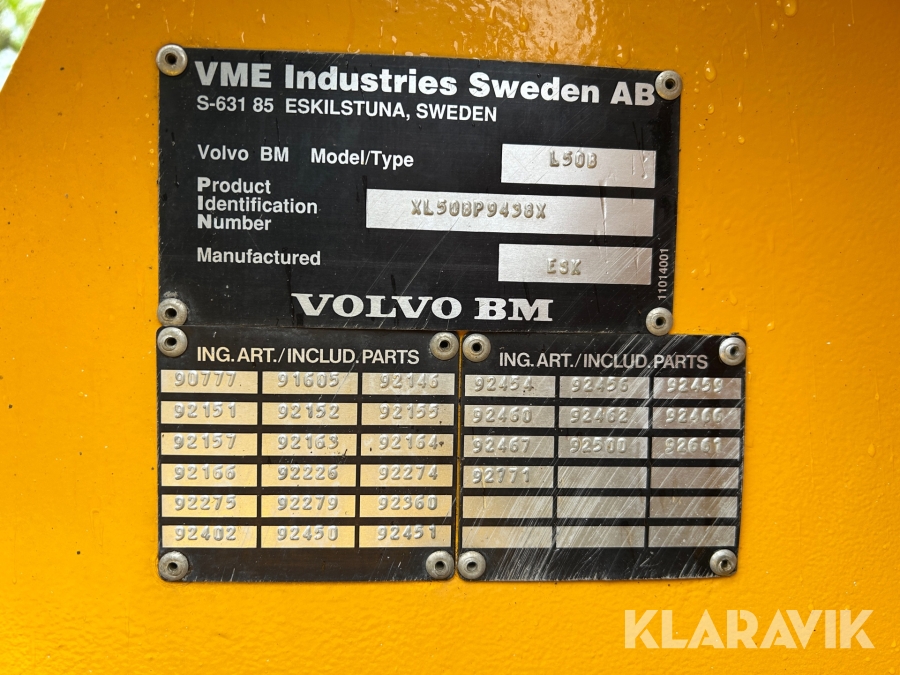 VME Industries Sweden AB
S-631 85 ESKILSTUNA, SWEDEN
Volvo BM Model/Type L50B
Product
Identification XL50BP9438X
Number
Manufactured ESK
11014001
VOLVO BM
ING. ART./INCLUD. PARTS
90777 91605 92146
92151 92152 92155
92157 92163 92164
92166 92226 92274
92275 92279 92360
92402 92450 92451
ING. ART./INCLUD. PARTS
92454 92456 92459
92460 92462 92466
92467 92500 92661
92771
KLARAVIK